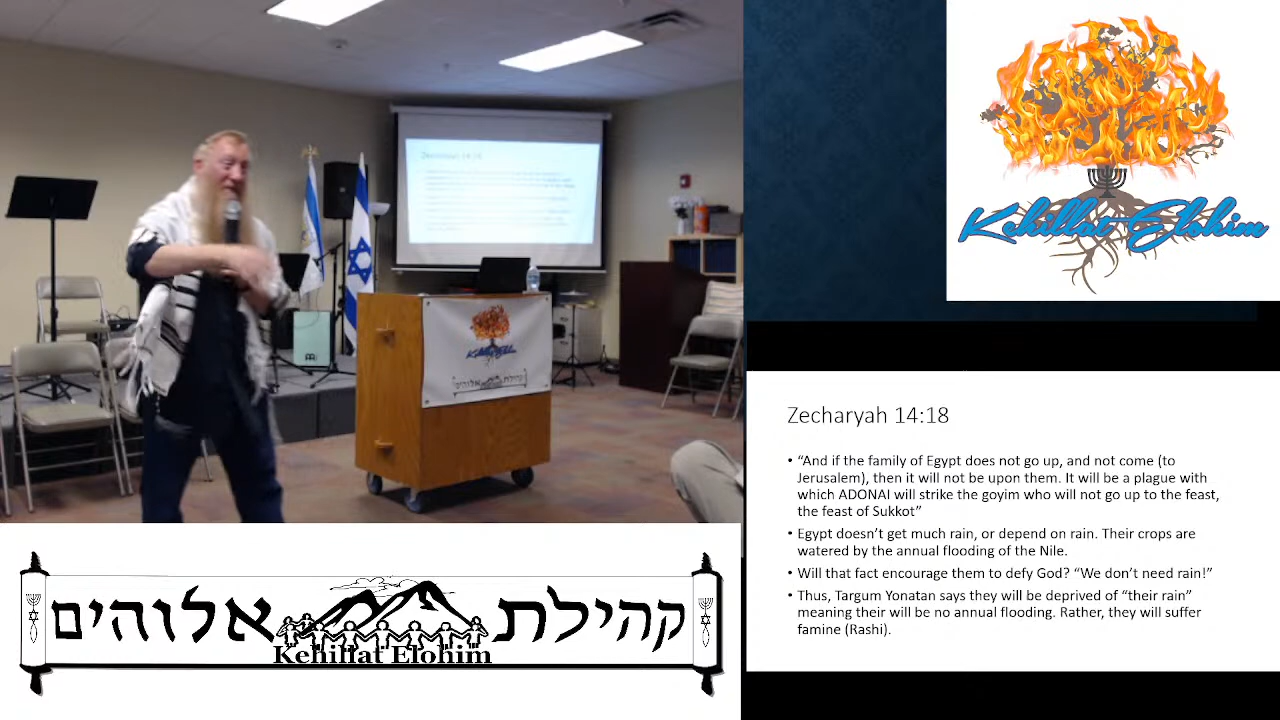 Kehillat Elohim
Zecharyah 14:18
• “And if the family of Egypt does not go up, and not come (to
Jerusalem), then it will not be upon them. It will be a plague with
which ADONAI will strike the goyim who will not go up to the feast,
the feast of Sukkot”
• Egypt doesn’t get much rain, or depend on rain. Their crops are
watered by the annual flooding of the Nile.
• Will that fact encourage them to defy God? “We don’t need rain!”
• Thus, Targum Yonatan says they will be deprived of “their rain”
meaning their will be no annual flooding. Rather, they will suffer
famine (Rashi).
Zecharyah 14:18
קהילת אלוהים
קהילת אלוהים
Kehillat Elohim